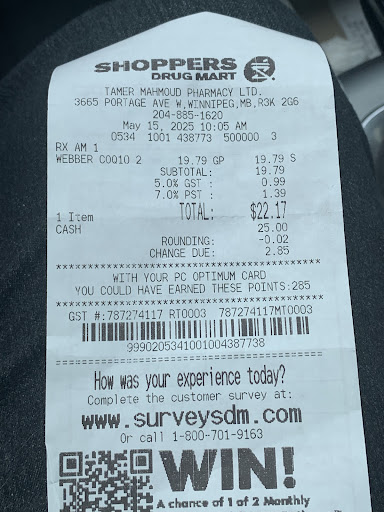 SHOPPERS
DRUG MART
TAMER MAHMOUD PHARMACY LTD.
3665 PORTAGE AVE W,WINNIPEG,MB,R3K 2G6
204-885-1620
May 15, 2025 10:05 AM
0534 1001 438773 500000 3
RX AM 1
WEBBER COQ10 2 19.79 GP 19.79 S
SUBTOTAL: 19.79
5.0% GST : 0.99
7.0% PST : 1.39
1 Item TOTAL: $22.17
CASH 25.00
ROUNDING: -0.02
CHANGE DUE: 2.85
WITH YOUR PC OPTIMUM CARD
YOU COULD HAVE EARNED THESE POINTS:285
GST #:787274117 RT0003 787274117MT0003
9990205341001004387738
How was your experience today?
Complete the customer survey at:
www.surveysdm.com
Or call 1-800-701-9163
WIN!
A chance of 1 of 2 Monthly